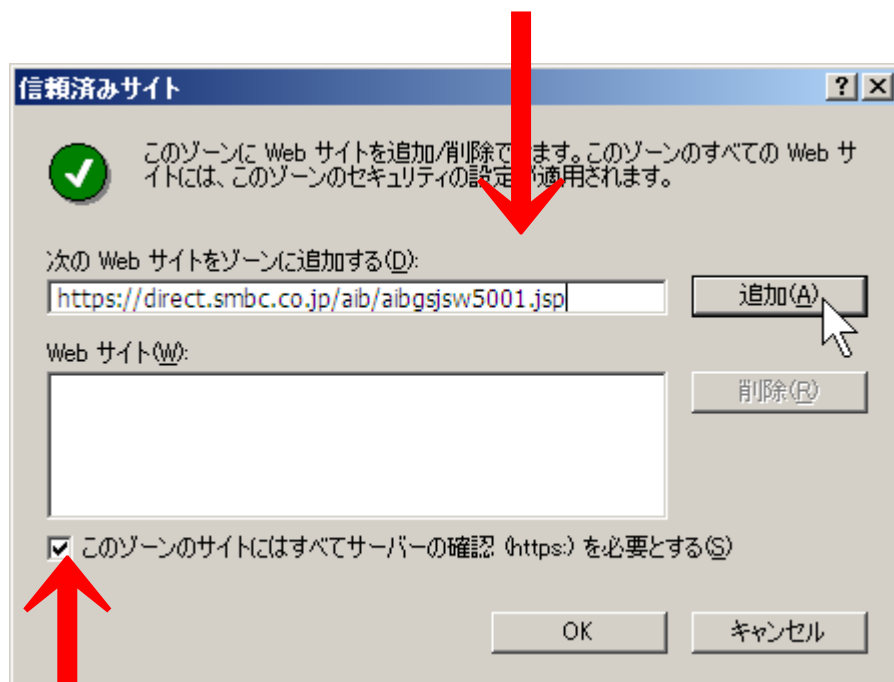 信頼済みサイト
このゾーンに Web サイトを追加/削除できます。このゾーンのすべての Web サ
イトには、このゾーンのセキュリティの設定が適用されます。
次の Web サイトをゾーンに追加する(D):
https://direct.smbc.co.jp/aib/aibgsjsw5001.jsp
追加(A)
Web サイト(W):
削除(R)
このゾーンのサイトにはすべてサーバーの確認 (https:) を必要とする(S)
OK
キャンセル